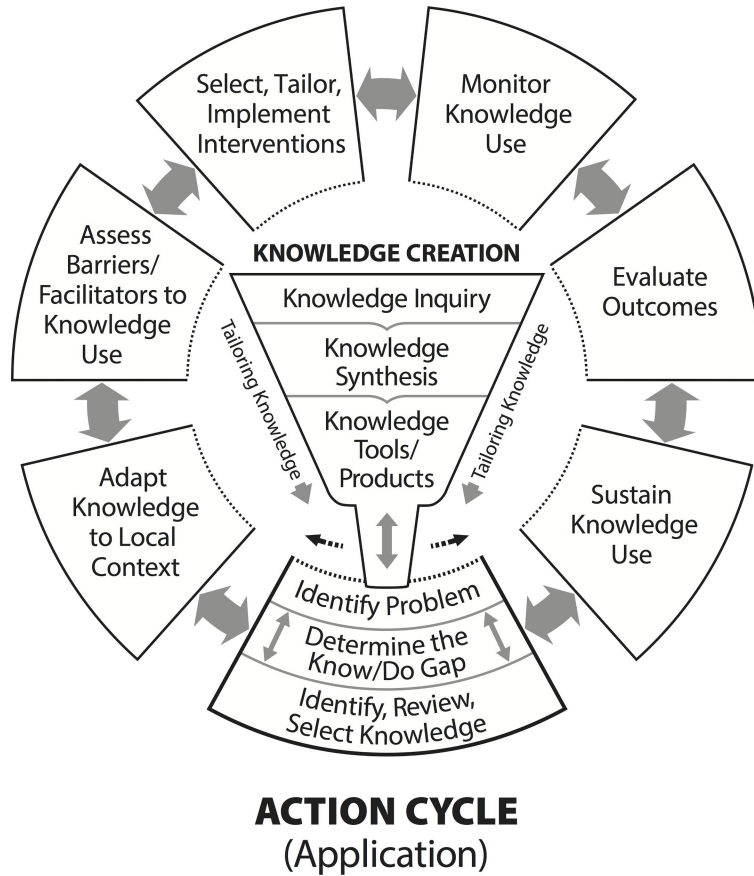 Select, Tailor,
Implement
Interventions
Monitor
Knowledge
Use
Assess
Barriers/
Facilitators to
Knowledge
Use
Evaluate
Outcomes
KNOWLEDGE CREATION
Knowledge Inquiry
Knowledge
Synthesis
Knowledge
Tools/
Products
Tailoring Knowledge
Tailoring Knowledge
Adapt
Knowledge
to Local
Context
Sustain
Knowledge
Use
Identify Problem
Determine the
Know/Do Gap
Identify, Review,
Select Knowledge
ACTION CYCLE
(Application)